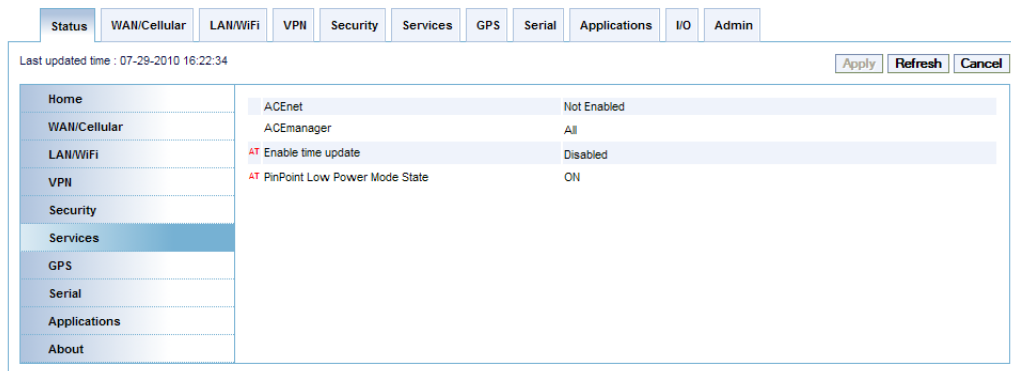 Status WAN/Cellular LAN/WiFi VPN Security Services GPS Serial Applications I/O Admin
Last updated time : 07-29-2010 16:22:34 Apply Refresh Cancel
Home
WAN/Cellular
LAN/WiFi
VPN
Security
Services
GPS
Serial
Applications
About
ACEnet Not Enabled
ACEmanager All
AT Enable time update Disabled
AT PinPoint Low Power Mode State ON